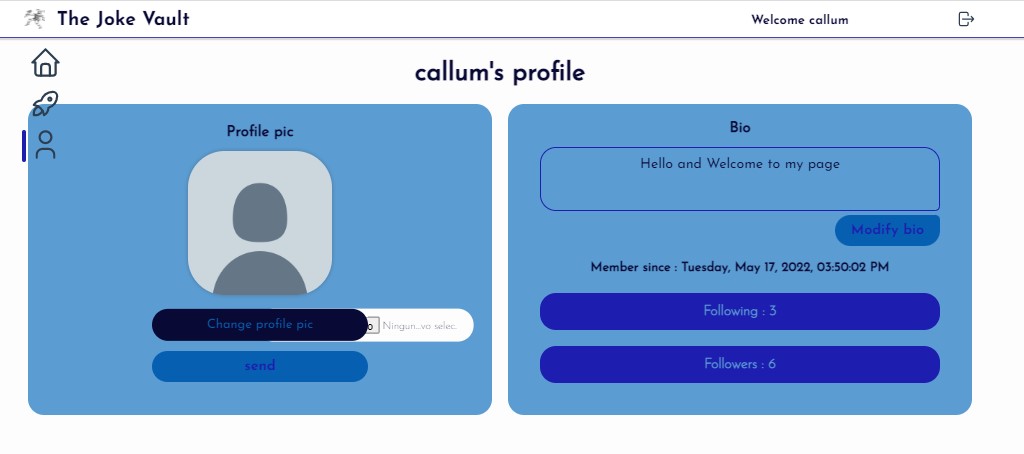 The Joke Vault
Welcome callum
callum's profile
Profile pic
Change profile pic
o Ningun...vo selec.
send
Bio
Hello and Welcome to my page
Modify bio
Member since : Tuesday, May 17, 2022, 03:50:02 PM
Following : 3
Followers : 6